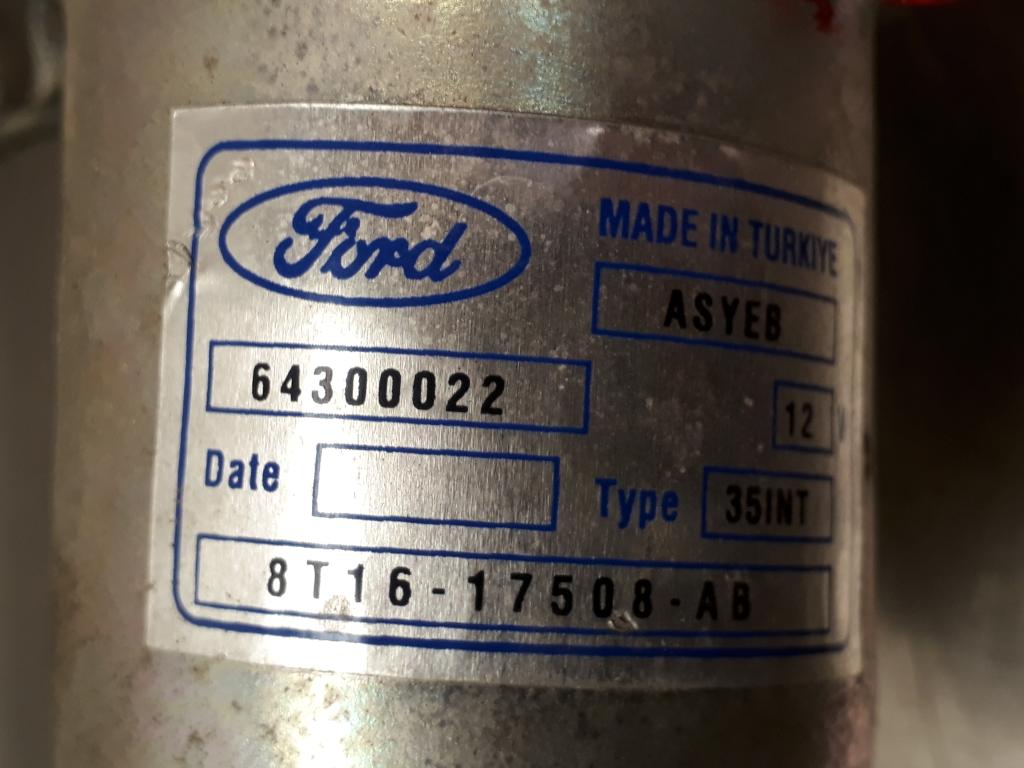 Ford
MADE IN TURKIYE
ASYEB
64300022
12 V
Date
Type 35INT
8T16-17508-AB